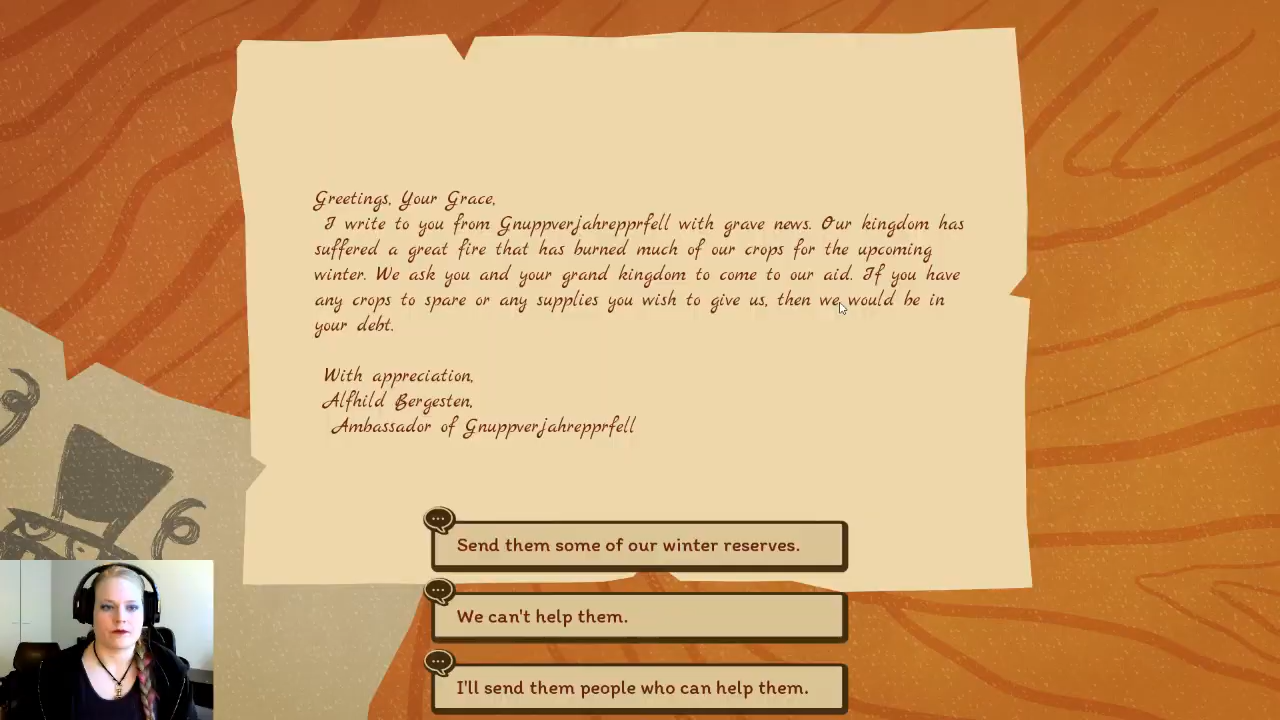 Greetings, Your Grace,
I write to you from Gnuppverjahrepprfell with grave news. Our kingdom has
suffered a great fire that has burned much of our crops for the upcoming
winter. We ask you and your grand kingdom to come to our aid. If you have
any crops to spare or any supplies you wish to give us, then we would be in
your debt.
With appreciation,
Alfhild Bergesten,
Ambassador of Gnuppverjahrepprfell
Send them some of our winter reserves.
We can't help them.
I'll send them people who can help them.